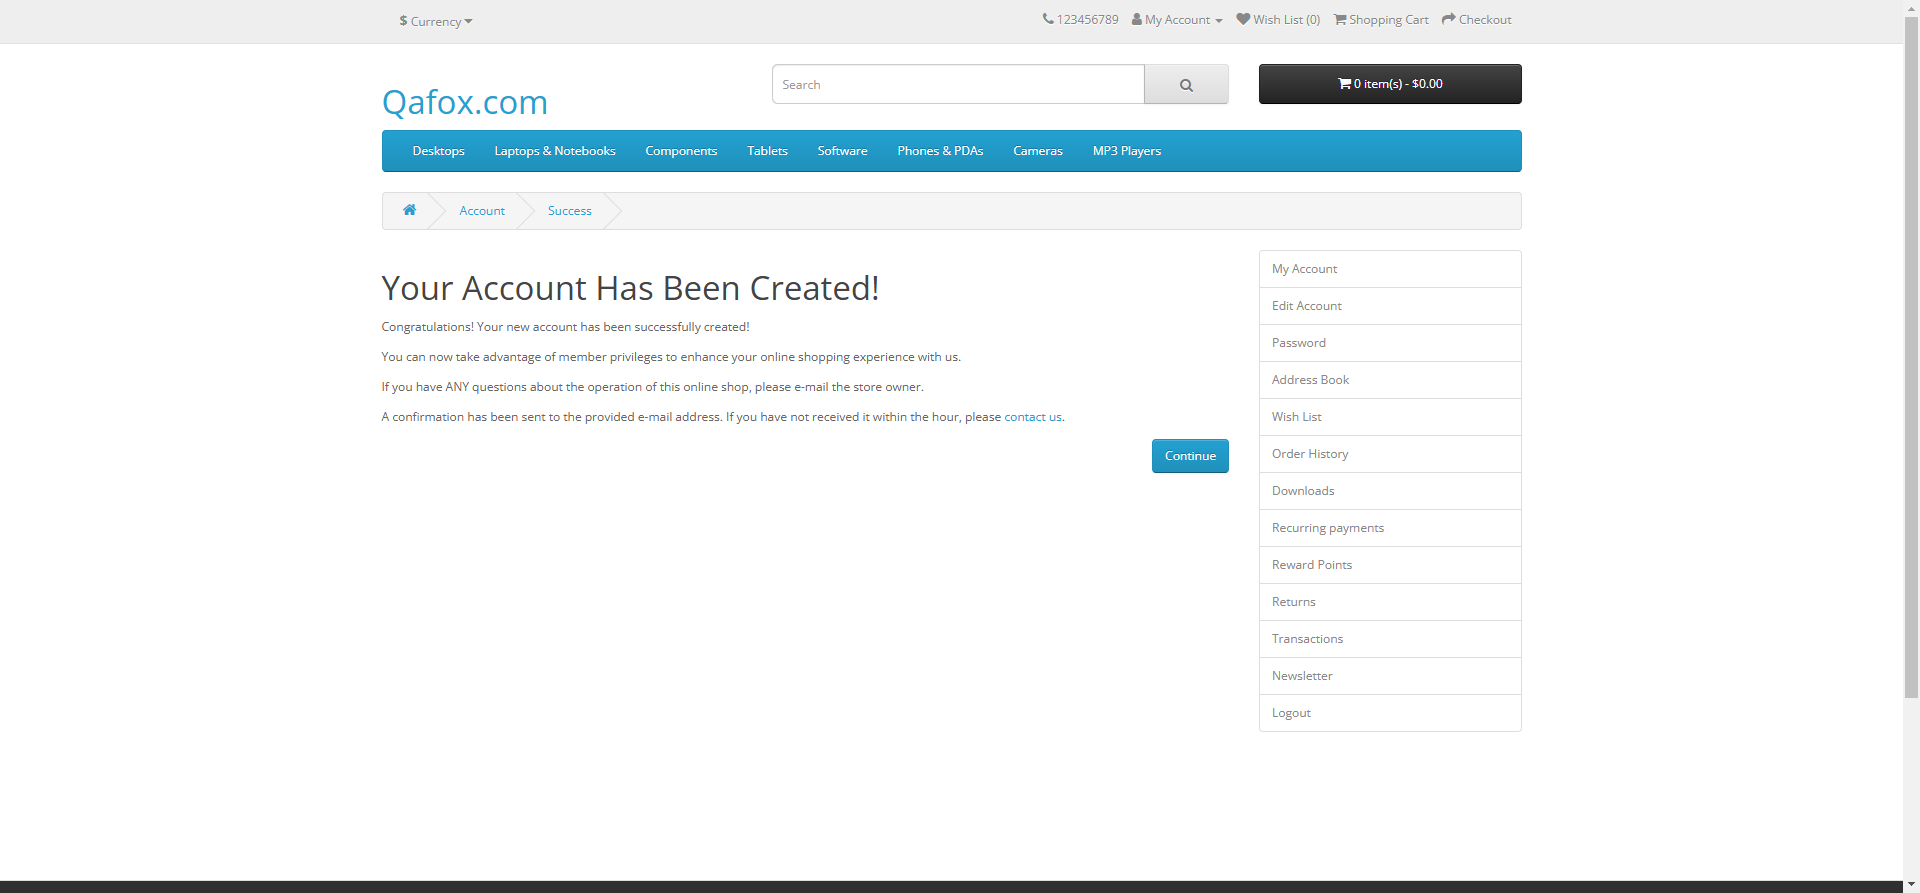 $ Currency
123456789 My Account Wish List (0) Shopping Cart Checkout
Qafox.com
Search
0 item(s) - $0.00
Desktops Laptops & Notebooks Components Tablets Software Phones & PDAs Cameras MP3 Players
Account Success
Your Account Has Been Created!
Congratulations! Your new account has been successfully created!
You can now take advantage of member privileges to enhance your online shopping experience with us.
If you have ANY questions about the operation of this online shop, please e-mail the store owner.
A confirmation has been sent to the provided e-mail address. If you have not received it within the hour, please contact us.
Continue
My Account
Edit Account
Password
Address Book
Wish List
Order History
Downloads
Recurring payments
Reward Points
Returns
Transactions
Newsletter
Logout